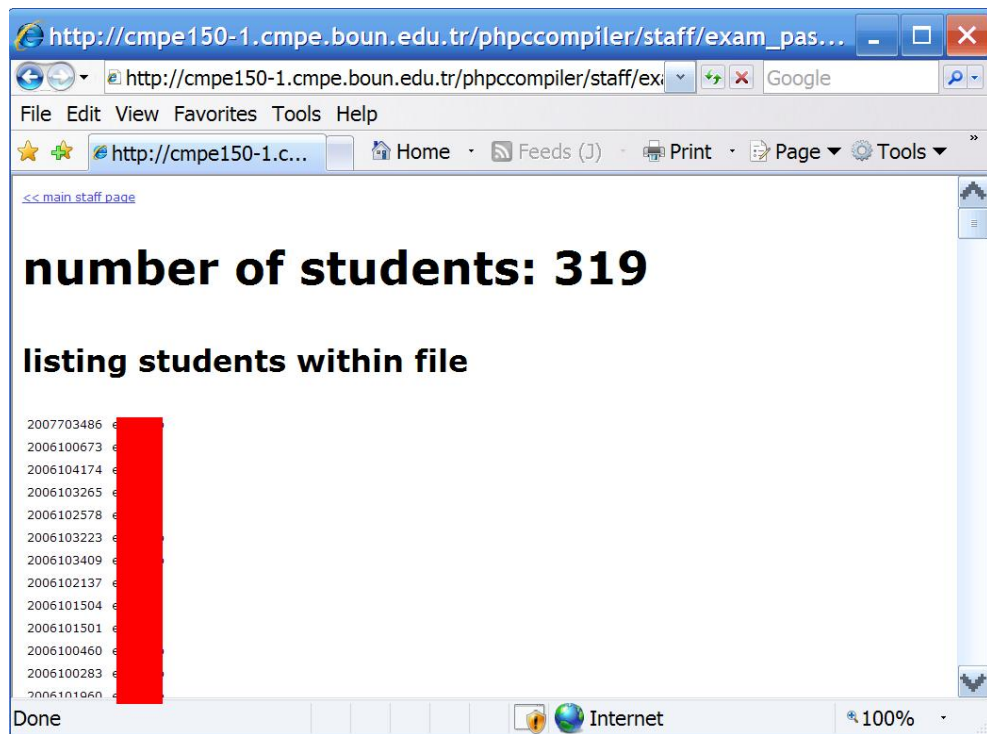 http://cmpe150-1.cmpe.boun.edu.tr/phpccompiler/staff/exam_pas...
http://cmpe150-1.cmpe.boun.edu.tr/phpccompiler/staff/exa Google
File Edit View Favorites Tools Help
http://cmpe150-1.c... Home Feeds (J) Print Page Tools »
<< main staff page
number of students: 319
listing students within file
2007703486 e
2006100673 e
2006104174 e
2006103265 e
2006102578 e
2006103223 e
2006103409 e
2006102137 e
2006101504 e
2006101501 e
2006100460 e
2006100283 e
2006101960 e
Done Internet 100%